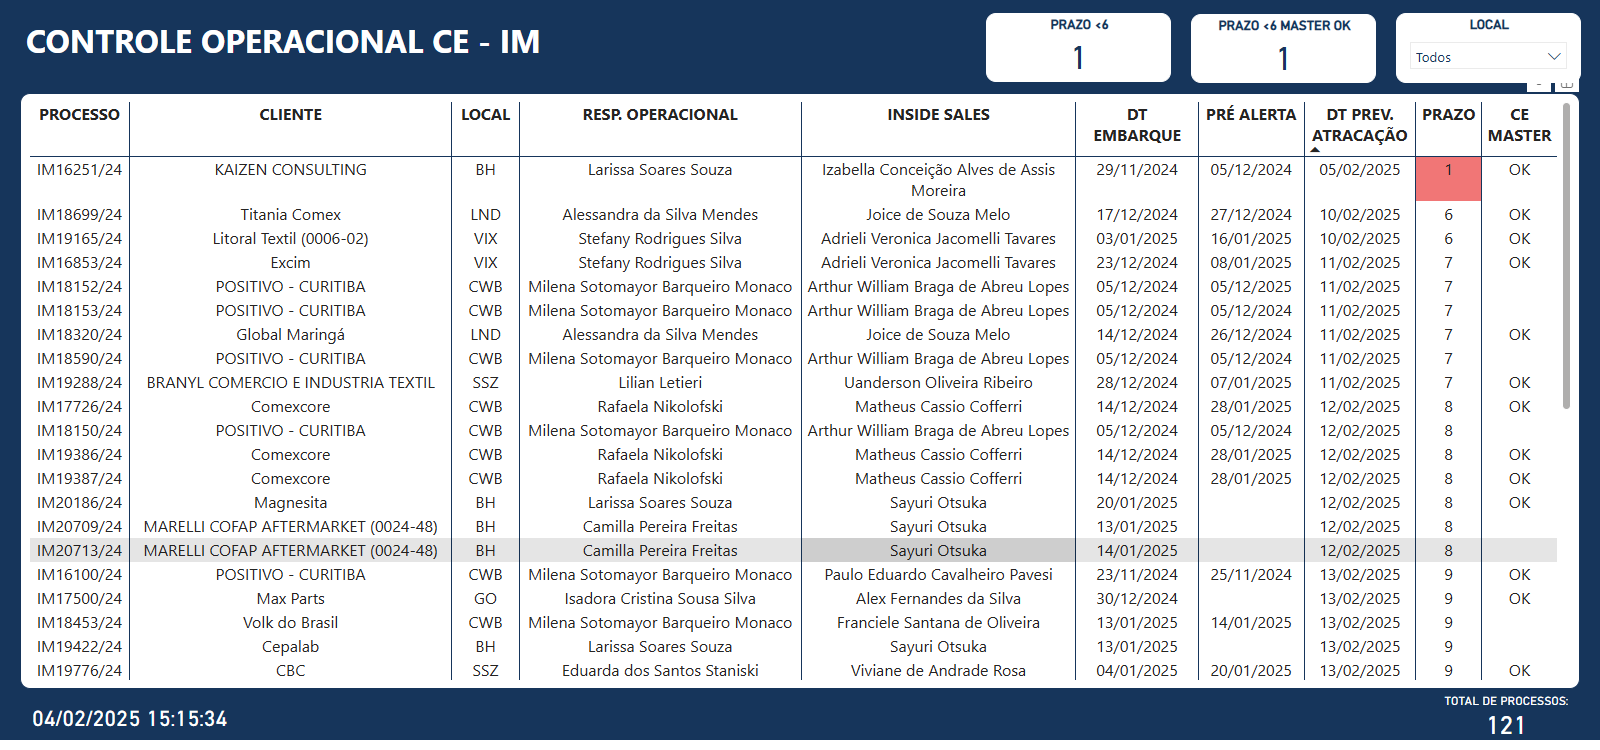 CONTROLE OPERACIONAL CE - IM
PRAZO <6
1
PRAZO <6 MASTER OK
1
LOCAL
Todos
PROCESSO CLIENTE LOCAL RESP. OPERACIONAL INSIDE SALES DT EMBARQUE PRÉ ALERTA DT PREV. ATRACAÇÃO PRAZO CE MASTER
IM16251/24 KAIZEN CONSULTING BH Larissa Soares Souza Izabella Conceição Alves de Assis Moreira 29/11/2024 05/12/2024 05/02/2025 1 OK
IM18699/24 Titania Comex LND Alessandra da Silva Mendes Joice de Souza Melo 17/12/2024 27/12/2024 10/02/2025 6 OK
IM19165/24 Litoral Textil (0006-02) VIX Stefany Rodrigues Silva Adrieli Veronica Jacomelli Tavares 03/01/2025 16/01/2025 10/02/2025 6 OK
IM16853/24 Excim VIX Stefany Rodrigues Silva Adrieli Veronica Jacomelli Tavares 23/12/2024 08/01/2025 11/02/2025 7 OK
IM18152/24 POSITIVO - CURITIBA CWB Milena Sotomayor Barqueiro Monaco Arthur William Braga de Abreu Lopes 05/12/2024 05/12/2024 11/02/2025 7
IM18153/24 POSITIVO - CURITIBA CWB Milena Sotomayor Barqueiro Monaco Arthur William Braga de Abreu Lopes 05/12/2024 05/12/2024 11/02/2025 7
IM18320/24 Global Maringá LND Alessandra da Silva Mendes Joice de Souza Melo 14/12/2024 26/12/2024 11/02/2025 7 OK
IM18590/24 POSITIVO - CURITIBA CWB Milena Sotomayor Barqueiro Monaco Arthur William Braga de Abreu Lopes 05/12/2024 05/12/2024 11/02/2025 7
IM19288/24 BRANYL COMERCIO E INDUSTRIA TEXTIL SSZ Lilian Letieri Uanderson Oliveira Ribeiro 28/12/2024 07/01/2025 11/02/2025 7 OK
IM17726/24 Comexcore CWB Rafaela Nikolofski Matheus Cassio Cofferri 14/12/2024 28/01/2025 12/02/2025 8 OK
IM18150/24 POSITIVO - CURITIBA CWB Milena Sotomayor Barqueiro Monaco Arthur William Braga de Abreu Lopes 05/12/2024 05/12/2024 12/02/2025 8
IM19386/24 Comexcore CWB Rafaela Nikolofski Matheus Cassio Cofferri 14/12/2024 28/01/2025 12/02/2025 8 OK
IM19387/24 Comexcore CWB Rafaela Nikolofski Matheus Cassio Cofferri 14/12/2024 28/01/2025 12/02/2025 8 OK
IM20186/24 Magnesita BH Larissa Soares Souza Sayuri Otsuka 20/01/2025 12/02/2025 8 OK
IM20709/24 MARELLI COFAP AFTERMARKET (0024-48) BH Camilla Pereira Freitas Sayuri Otsuka 13/01/2025 12/02/2025 8
IM20713/24 MARELLI COFAP AFTERMARKET (0024-48) BH Camilla Pereira Freitas Sayuri Otsuka 14/01/2025 12/02/2025 8
IM16100/24 POSITIVO - CURITIBA CWB Milena Sotomayor Barqueiro Monaco Paulo Eduardo Cavalheiro Pavesi 23/11/2024 25/11/2024 13/02/2025 9 OK
IM17500/24 Max Parts GO Isadora Cristina Sousa Silva Alex Fernandes da Silva 30/12/2024 13/02/2025 9 OK
IM18453/24 Volk do Brasil CWB Milena Sotomayor Barqueiro Monaco Franciele Santana de Oliveira 13/01/2025 14/01/2025 13/02/2025 9
IM19422/24 Cepalab BH Larissa Soares Souza Sayuri Otsuka 13/01/2025 13/02/2025 9
IM19776/24 CBC SSZ Eduarda dos Santos Staniski Viviane de Andrade Rosa 04/01/2025 20/01/2025 13/02/2025 9 OK
04/02/2025 15:15:34
TOTAL DE PROCESSOS:
121